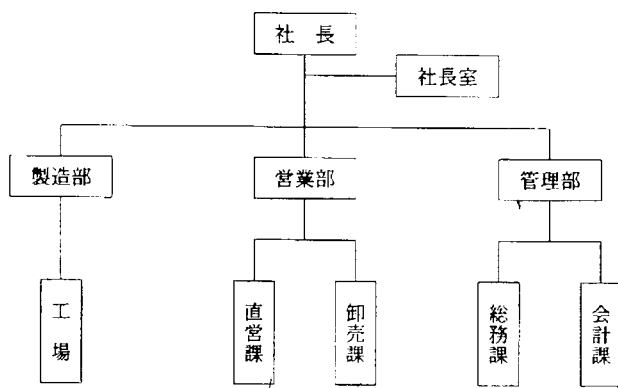 社長
社長室
製造部
営業部
管理部
工場
直営課
卸売課
総務課
会計課